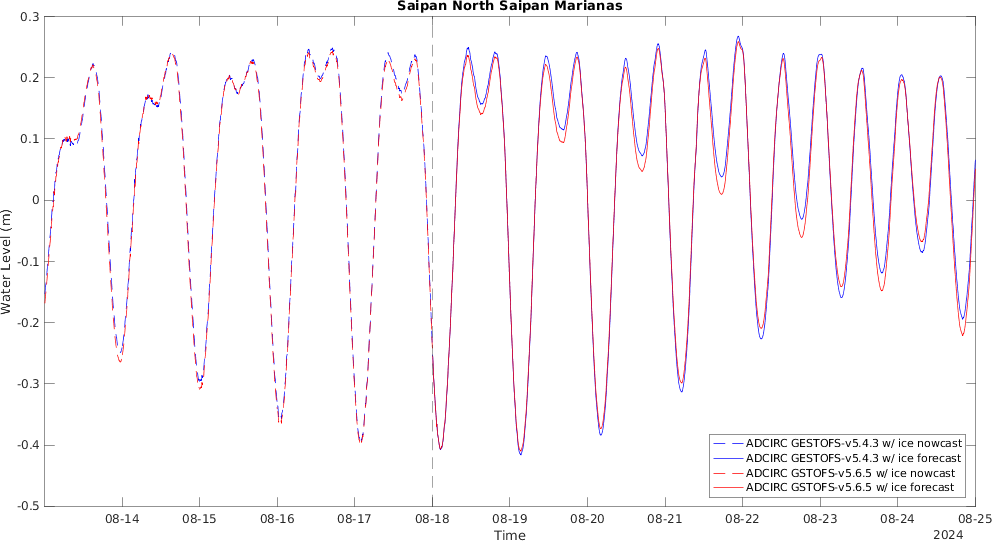 Saipan North Saipan Marianas
Water Level (m)
0.3
0.2
0.1
0
-0.1
-0.2
-0.3
-0.4
-0.5
ADCIRC GESTOFS-v5.4.3 w/ ice nowcast
ADCIRC GESTOFS-v5.4.3 w/ ice forecast
ADCIRC GSTOFS-v5.6.5 w/ ice nowcast
ADCIRC GSTOFS-v5.6.5 w/ ice forecast
08-14 08-15 08-16 08-17 08-18 08-19 08-20 08-21 08-22 08-23 08-24 08-25
Time
2024